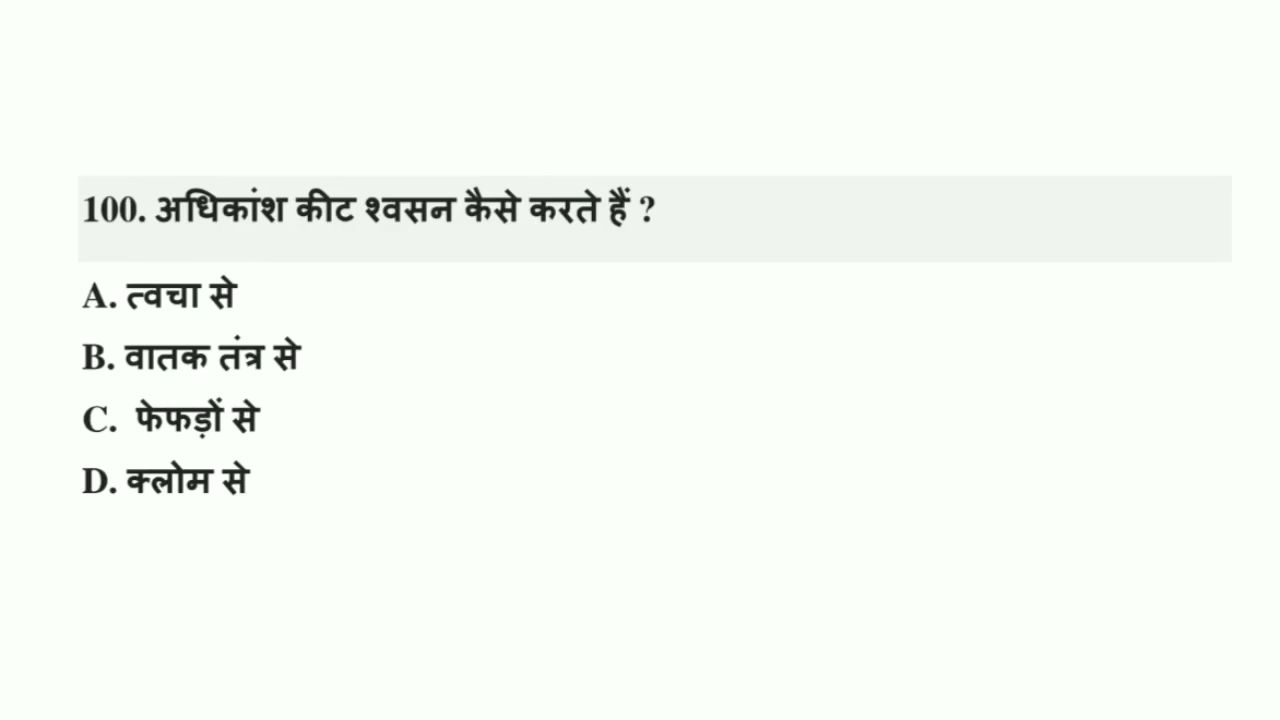 100. अधिकांश कीट श्वसन कैसे करते हैं ?
A. त्वचा से
B. वातक तंत्र से
C. फेफड़ों से
D. क्लोम से